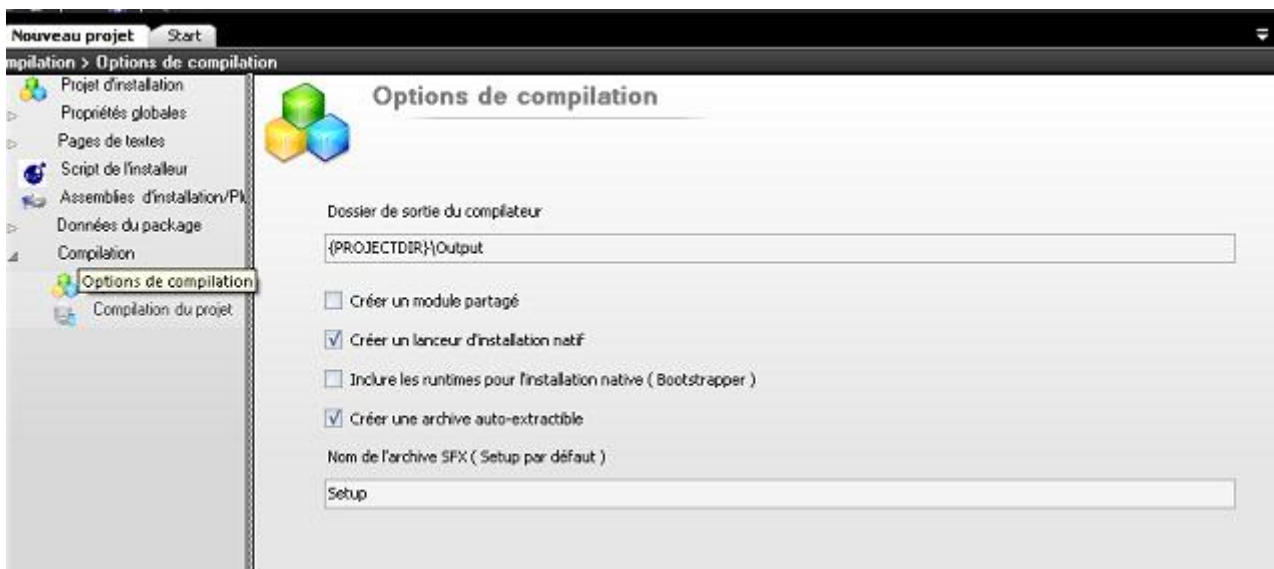 Nouveau projet Start
mpilation > Options de compilation
Projet d'installation
Propriétés globales
Pages de textes
Script de l'installeur
Assemblies d'installation/Plu
Données du package
Compilation
Options de compilation
Compilation du projet
Options de compilation
Dossier de sortie du compilateur
{PROJECTDIR}\Output
Créer un module partagé
Créer un lanceur d'installation natif
Inclure les runtimes pour l'installation native ( Bootstrapper )
Créer une archive auto-extractible
Nom de l'archive SFX ( Setup par défaut )
Setup